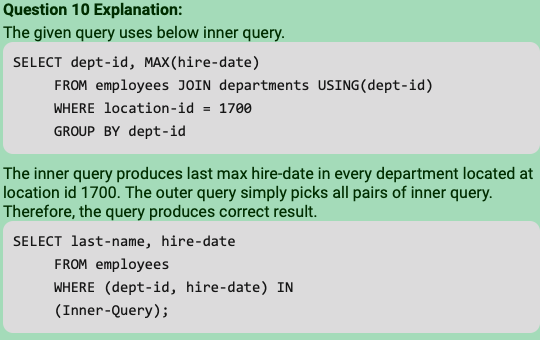 Question 10 Explanation:
The given query uses below inner query.
SELECT dept-id, MAX(hire-date)
FROM employees JOIN departments USING(dept-id)
WHERE location-id = 1700
GROUP BY dept-id
The inner query produces last max hire-date in every department located at
location id 1700. The outer query simply picks all pairs of inner query.
Therefore, the query produces correct result.
SELECT last-name, hire-date
FROM employees
WHERE (dept-id, hire-date) IN
(Inner-Query);